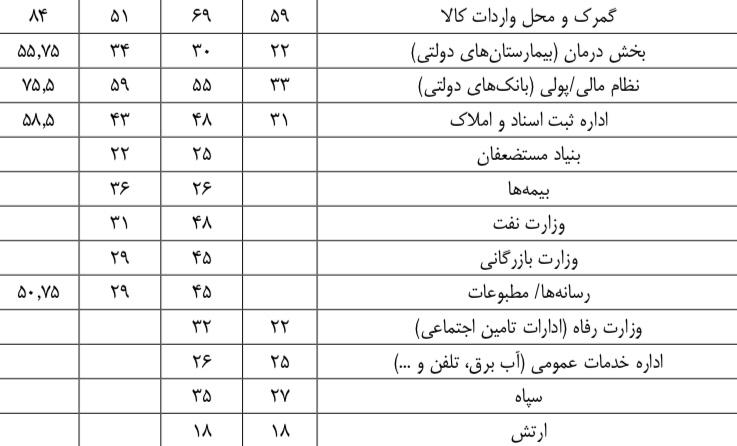 گمرک و محل واردات کالا ۵۹ ۶۹ ۵۱ ۸۴
بخش درمان (بیمارستان‌های دولتی) ۲۲ ۳۰ ۳۴ ۵۵,۷۵
نظام مالی/پولی (بانک‌های دولتی) ۳۳ ۵۵ ۵۹ ۷۵,۵
اداره ثبت اسناد و املاک ۳۱ ۴۸ ۴۳ ۵۸,۵
بنیاد مستضعفان ۲۵ ۲۲
بیمه‌ها ۲۶ ۳۶
وزارت نفت ۴۸ ۳۱
وزارت بازرگانی ۴۵ ۲۹
رسانه‌ها/ مطبوعات ۴۵ ۲۹ ۵۰,۷۵
وزارت رفاه (ادارات تامین اجتماعی) ۲۲ ۳۲
اداره خدمات عمومی (آب برق، تلفن و ...) ۲۵ ۲۶
سپاه ۲۷ ۳۵
ارتش ۱۸ ۱۸